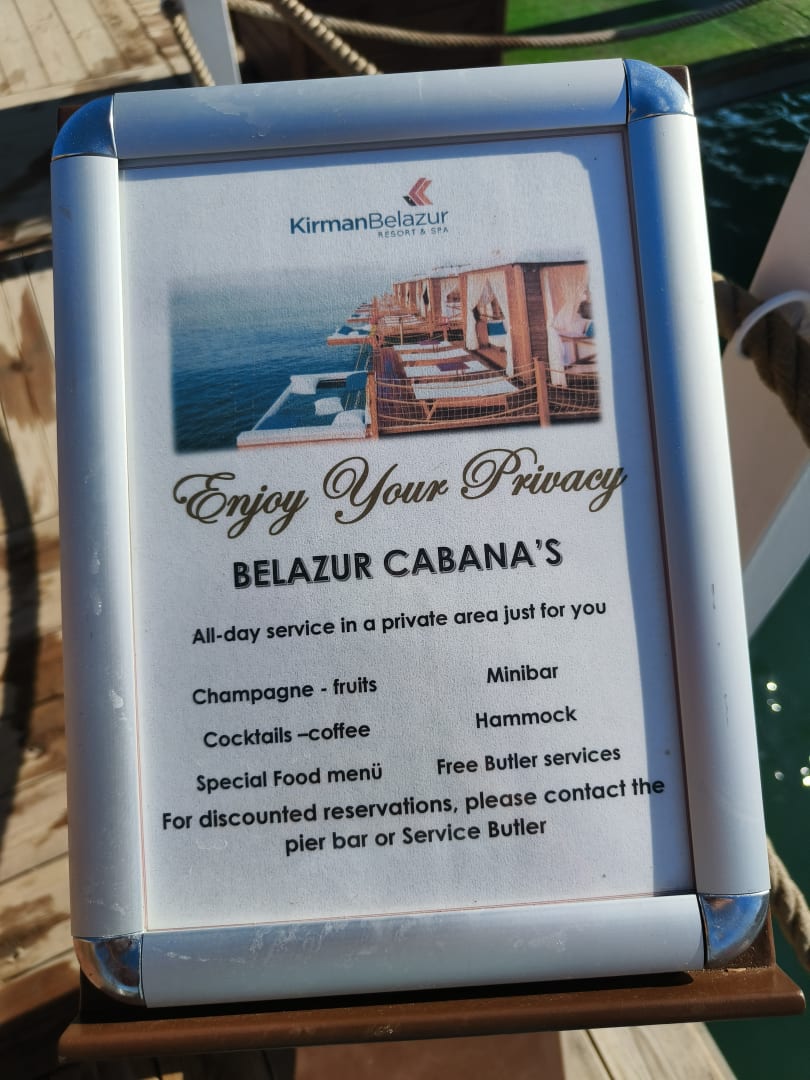 KirmanBelazur
RESORT & SPA
Enjoy Your Privacy
BELAZUR CABANA'S
All-day service in a private area just for you
Champagne - fruits
Minibar
Cocktails –coffee
Hammock
Special Food menü
Free Butler services
For discounted reservations, please contact the
pier bar or Service Butler